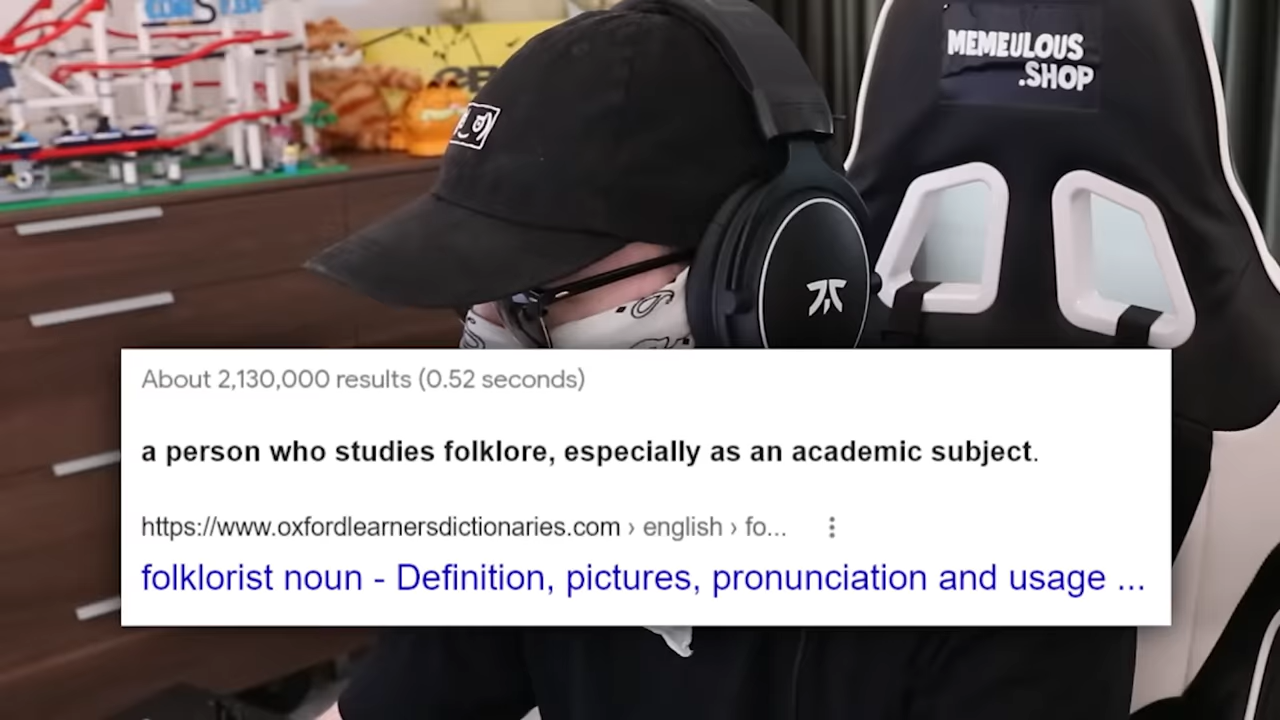 MEMEULOUS
.SHOP
About 2,130,000 results (0.52 seconds)
a person who studies folklore, especially as an academic subject.
https://www.oxfordlearnersdictionaries.com › english › fo...
folklorist noun - Definition, pictures, pronunciation and usage ...